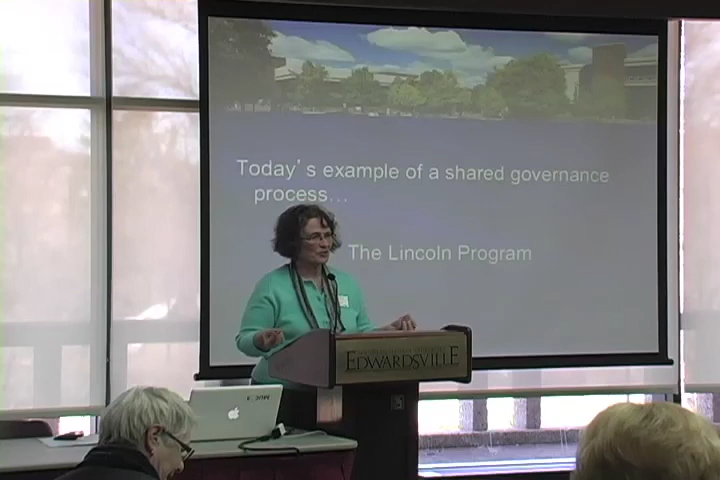 Today's example of a shared governance
process...
The Lincoln Program
EDWARDSVILLE